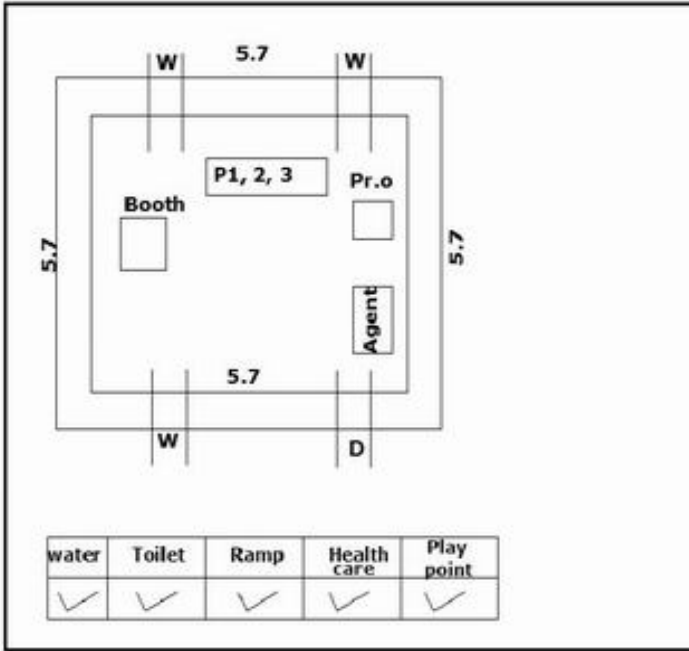 5.7
W W
P1, 2, 3
Pr.o
Booth
5.7
5.7
Agent
5.7
W
D
water Toilet Ramp Health care Play point